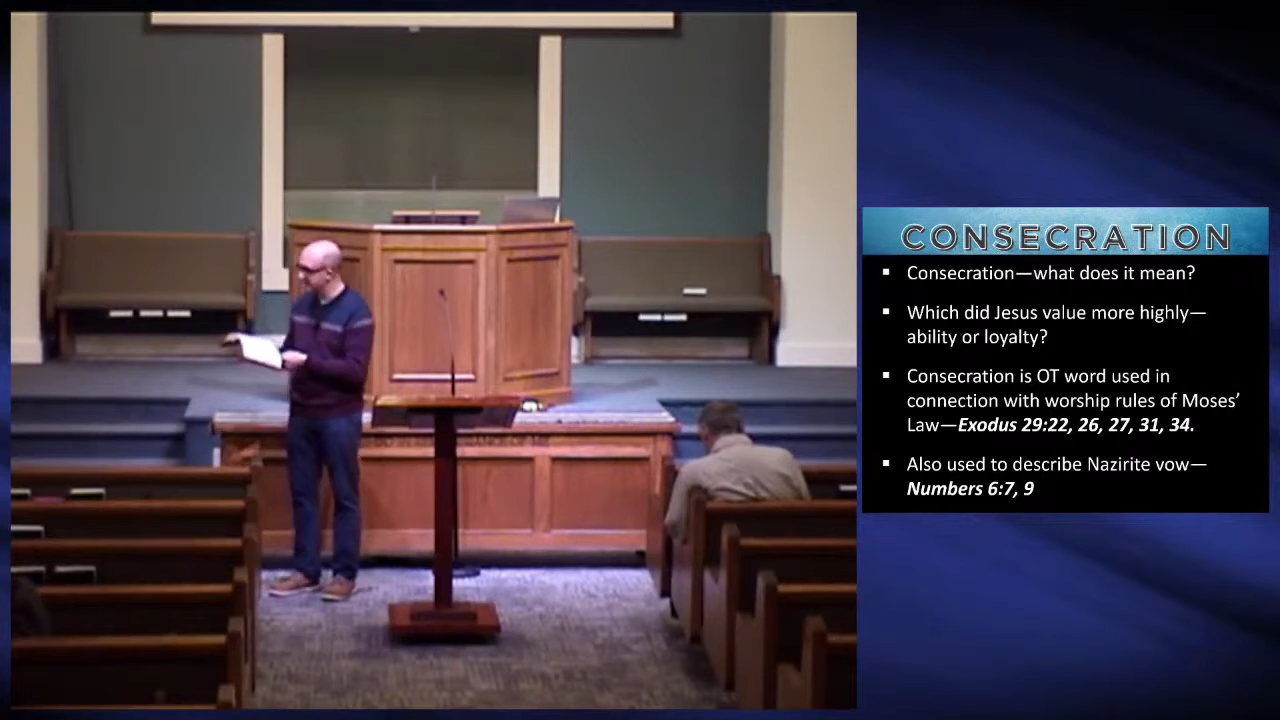 CONSECRATION
▪ Consecration—what does it mean?
▪ Which did Jesus value more highly—
ability or loyalty?
▪ Consecration is OT word used in
connection with worship rules of Moses’
Law—Exodus 29:22, 26, 27, 31, 34.
▪ Also used to describe Nazirite vow—
Numbers 6:7, 9